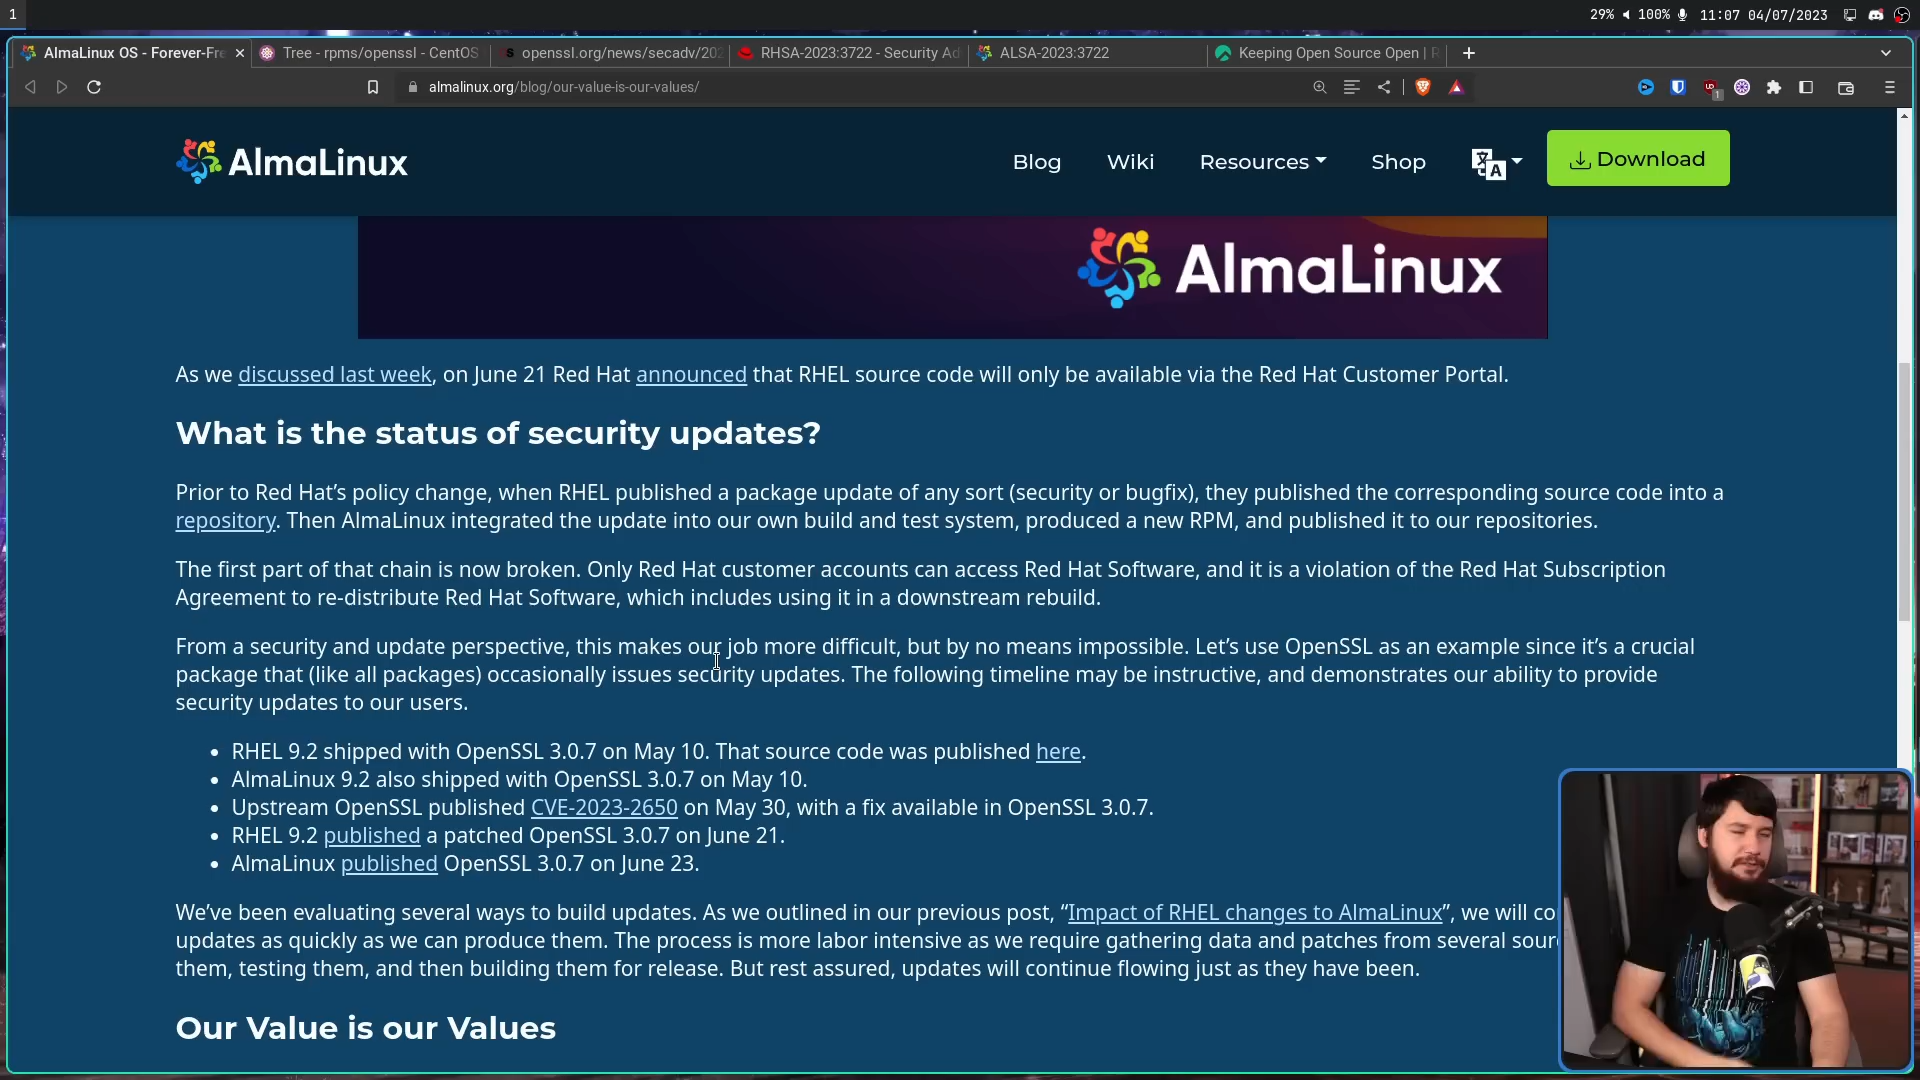 1
29% 100% 11:07 04/07/2023
AlmaLinux OS - Forever-Fre
Tree - rpms/openssl - CentOS
openssl.org/news/secadv/202
RHSA-2023:3722 - Security Ad
ALSA-2023:3722
Keeping Open Source Open | R
almalinux.org/blog/our-value-is-our-values/
1
AlmaLinux
Blog
Wiki
Resources
Shop
A
Download
AlmaLinux
As we discussed last week, on June 21 Red Hat announced that RHEL source code will only be available via the Red Hat Customer Portal.
What is the status of security updates?
Prior to Red Hat’s policy change, when RHEL published a package update of any sort (security or bugfix), they published the corresponding source code into a
repository. Then AlmaLinux integrated the update into our own build and test system, produced a new RPM, and published it to our repositories.
The first part of that chain is now broken. Only Red Hat customer accounts can access Red Hat Software, and it is a violation of the Red Hat Subscription
Agreement to re-distribute Red Hat Software, which includes using it in a downstream rebuild.
From a security and update perspective, this makes our job more difficult, but by no means impossible. Let’s use OpenSSL as an example since it’s a crucial
package that (like all packages) occasionally issues security updates. The following timeline may be instructive, and demonstrates our ability to provide
security updates to our users.
• RHEL 9.2 shipped with OpenSSL 3.0.7 on May 10. That source code was published here.
• AlmaLinux 9.2 also shipped with OpenSSL 3.0.7 on May 10.
• Upstream OpenSSL published CVE-2023-2650 on May 30, with a fix available in OpenSSL 3.0.7.
• RHEL 9.2 published a patched OpenSSL 3.0.7 on June 21.
• AlmaLinux published OpenSSL 3.0.7 on June 23.
We’ve been evaluating several ways to build updates. As we outlined in our previous post, “Impact of RHEL changes to AlmaLinux”, we will co
updates as quickly as we can produce them. The process is more labor intensive as we require gathering data and patches from several sour
them, testing them, and then building them for release. But rest assured, updates will continue flowing just as they have been.
Our Value is our Values